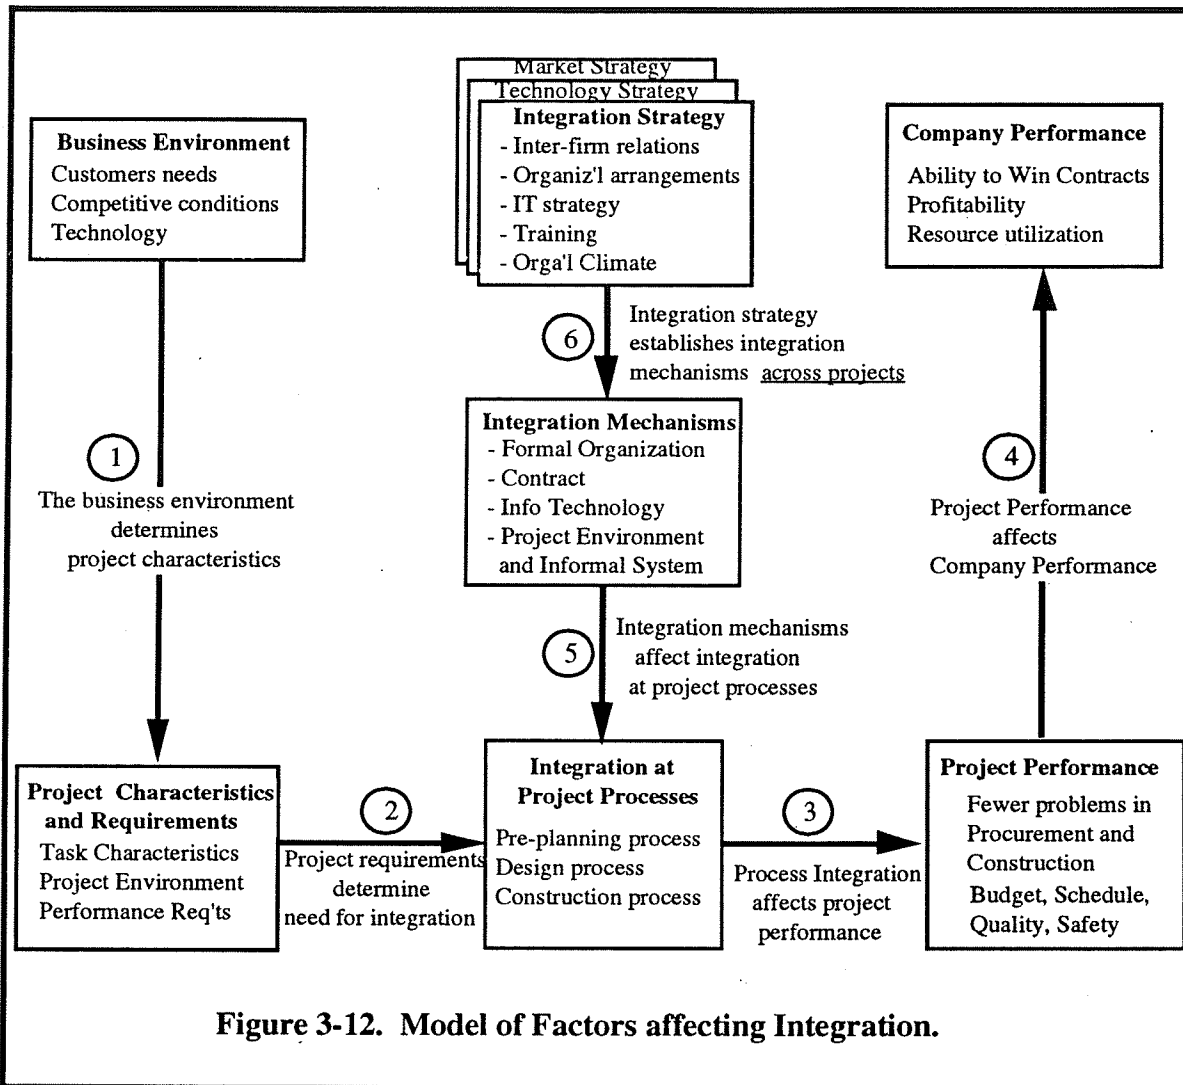 Market Strategy
Technology Strategy
Integration Strategy
- Inter-firm relations
- Organiz'l arrangements
- IT strategy
- Training
- Orga'l Climate
Business Environment
Customers needs
Competitive conditions
Technology
Company Performance
Ability to Win Contracts
Profitability
Resource utilization
6
Integration strategy
establishes integration
mechanisms across projects
Integration Mechanisms
- Formal Organization
- Contract
- Info Technology
- Project Environment
and Informal System
1
The business environment
determines
project characteristics
4
Project Performance
affects
Company Performance
5
Integration mechanisms
affect integration
at project processes
Project Characteristics
and Requirements
Task Characteristics
Project Environment
Performance Req'ts
2
Project requirements
determine
need for integration
Integration at
Project Processes
Pre-planning process
Design process
Construction process
3
Process Integration
affects project
performance
Project Performance
Fewer problems in
Procurement and
Construction
Budget, Schedule,
Quality, Safety
Figure 3-12. Model of Factors affecting Integration.